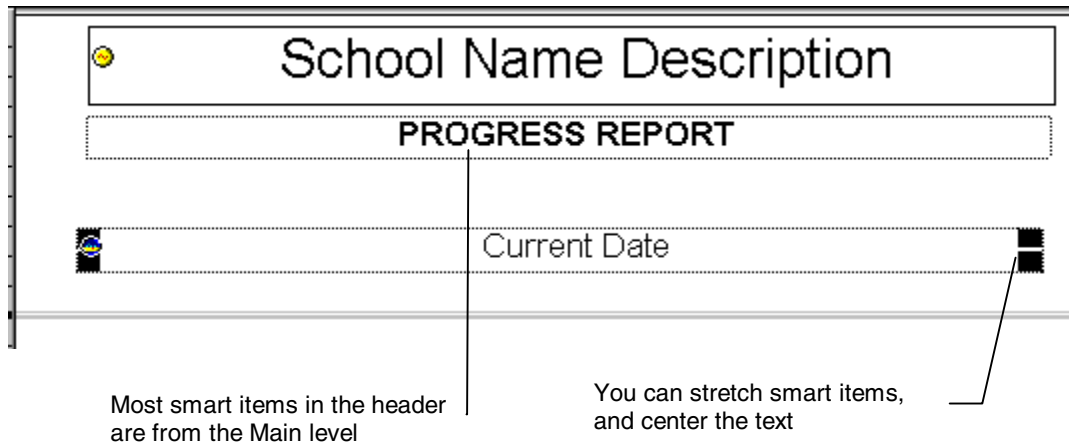 School Name Description
PROGRESS REPORT
Current Date
Most smart items in the header
are from the Main level
You can stretch smart items,
and center the text